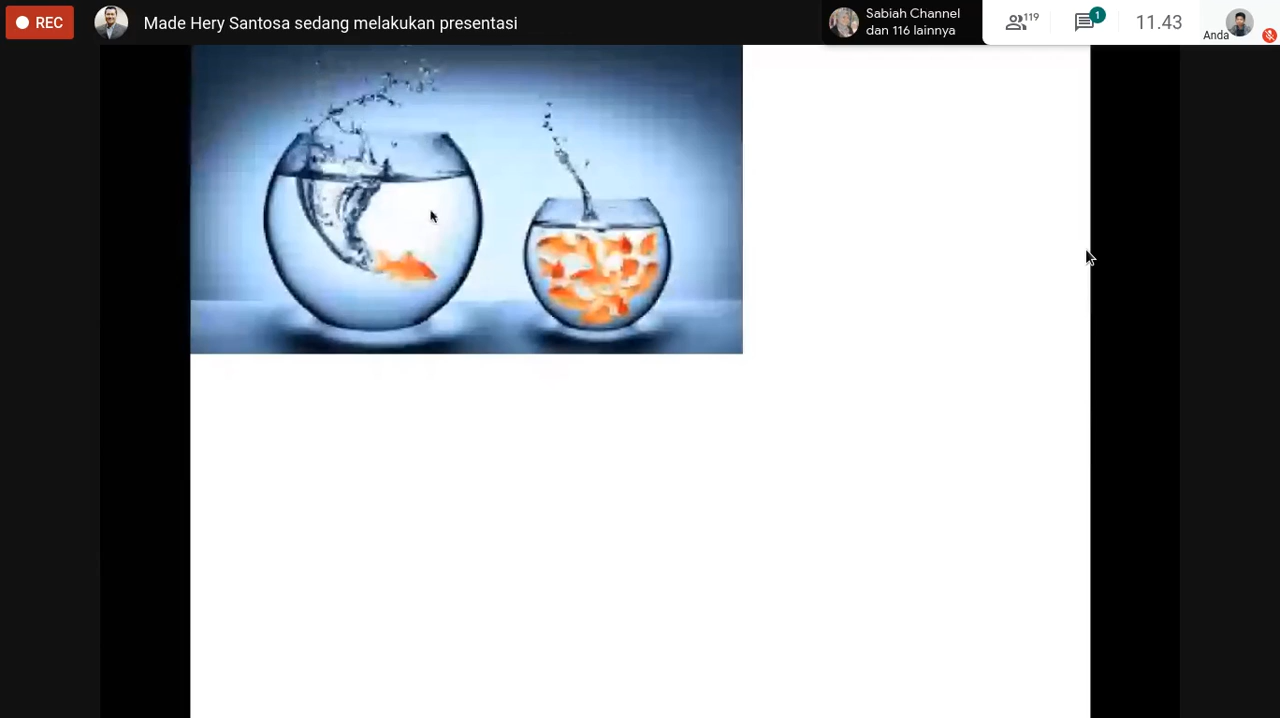 REC
Made Hery Santosa sedang melakukan presentasi
Sabiah Channel
dan 116 lainnya
119
1
11.43
Anda